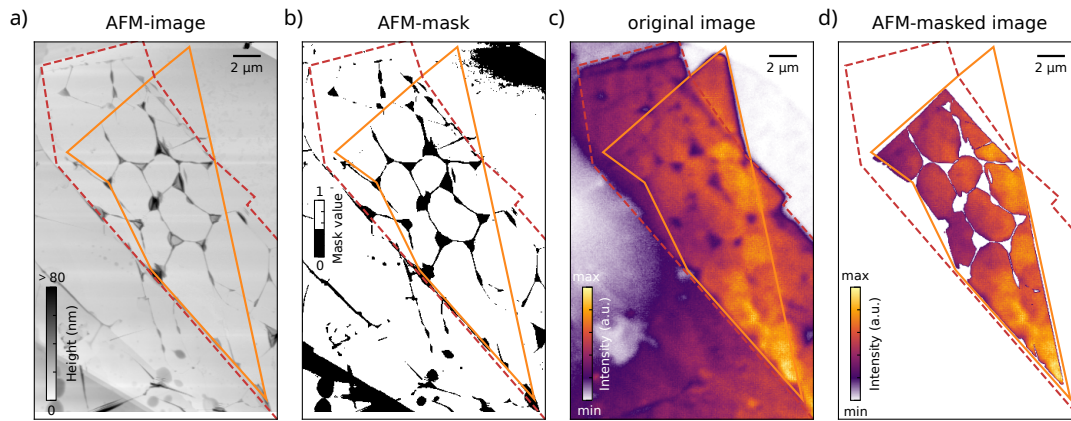 a) AFM-image
2 µm
> 80
Height (nm)
0
b) AFM-mask
1
Mask value
0
c) original image
2 µm
max
Intensity (a.u.)
min
d) AFM-masked image
2 µm
max
Intensity (a.u.)
min